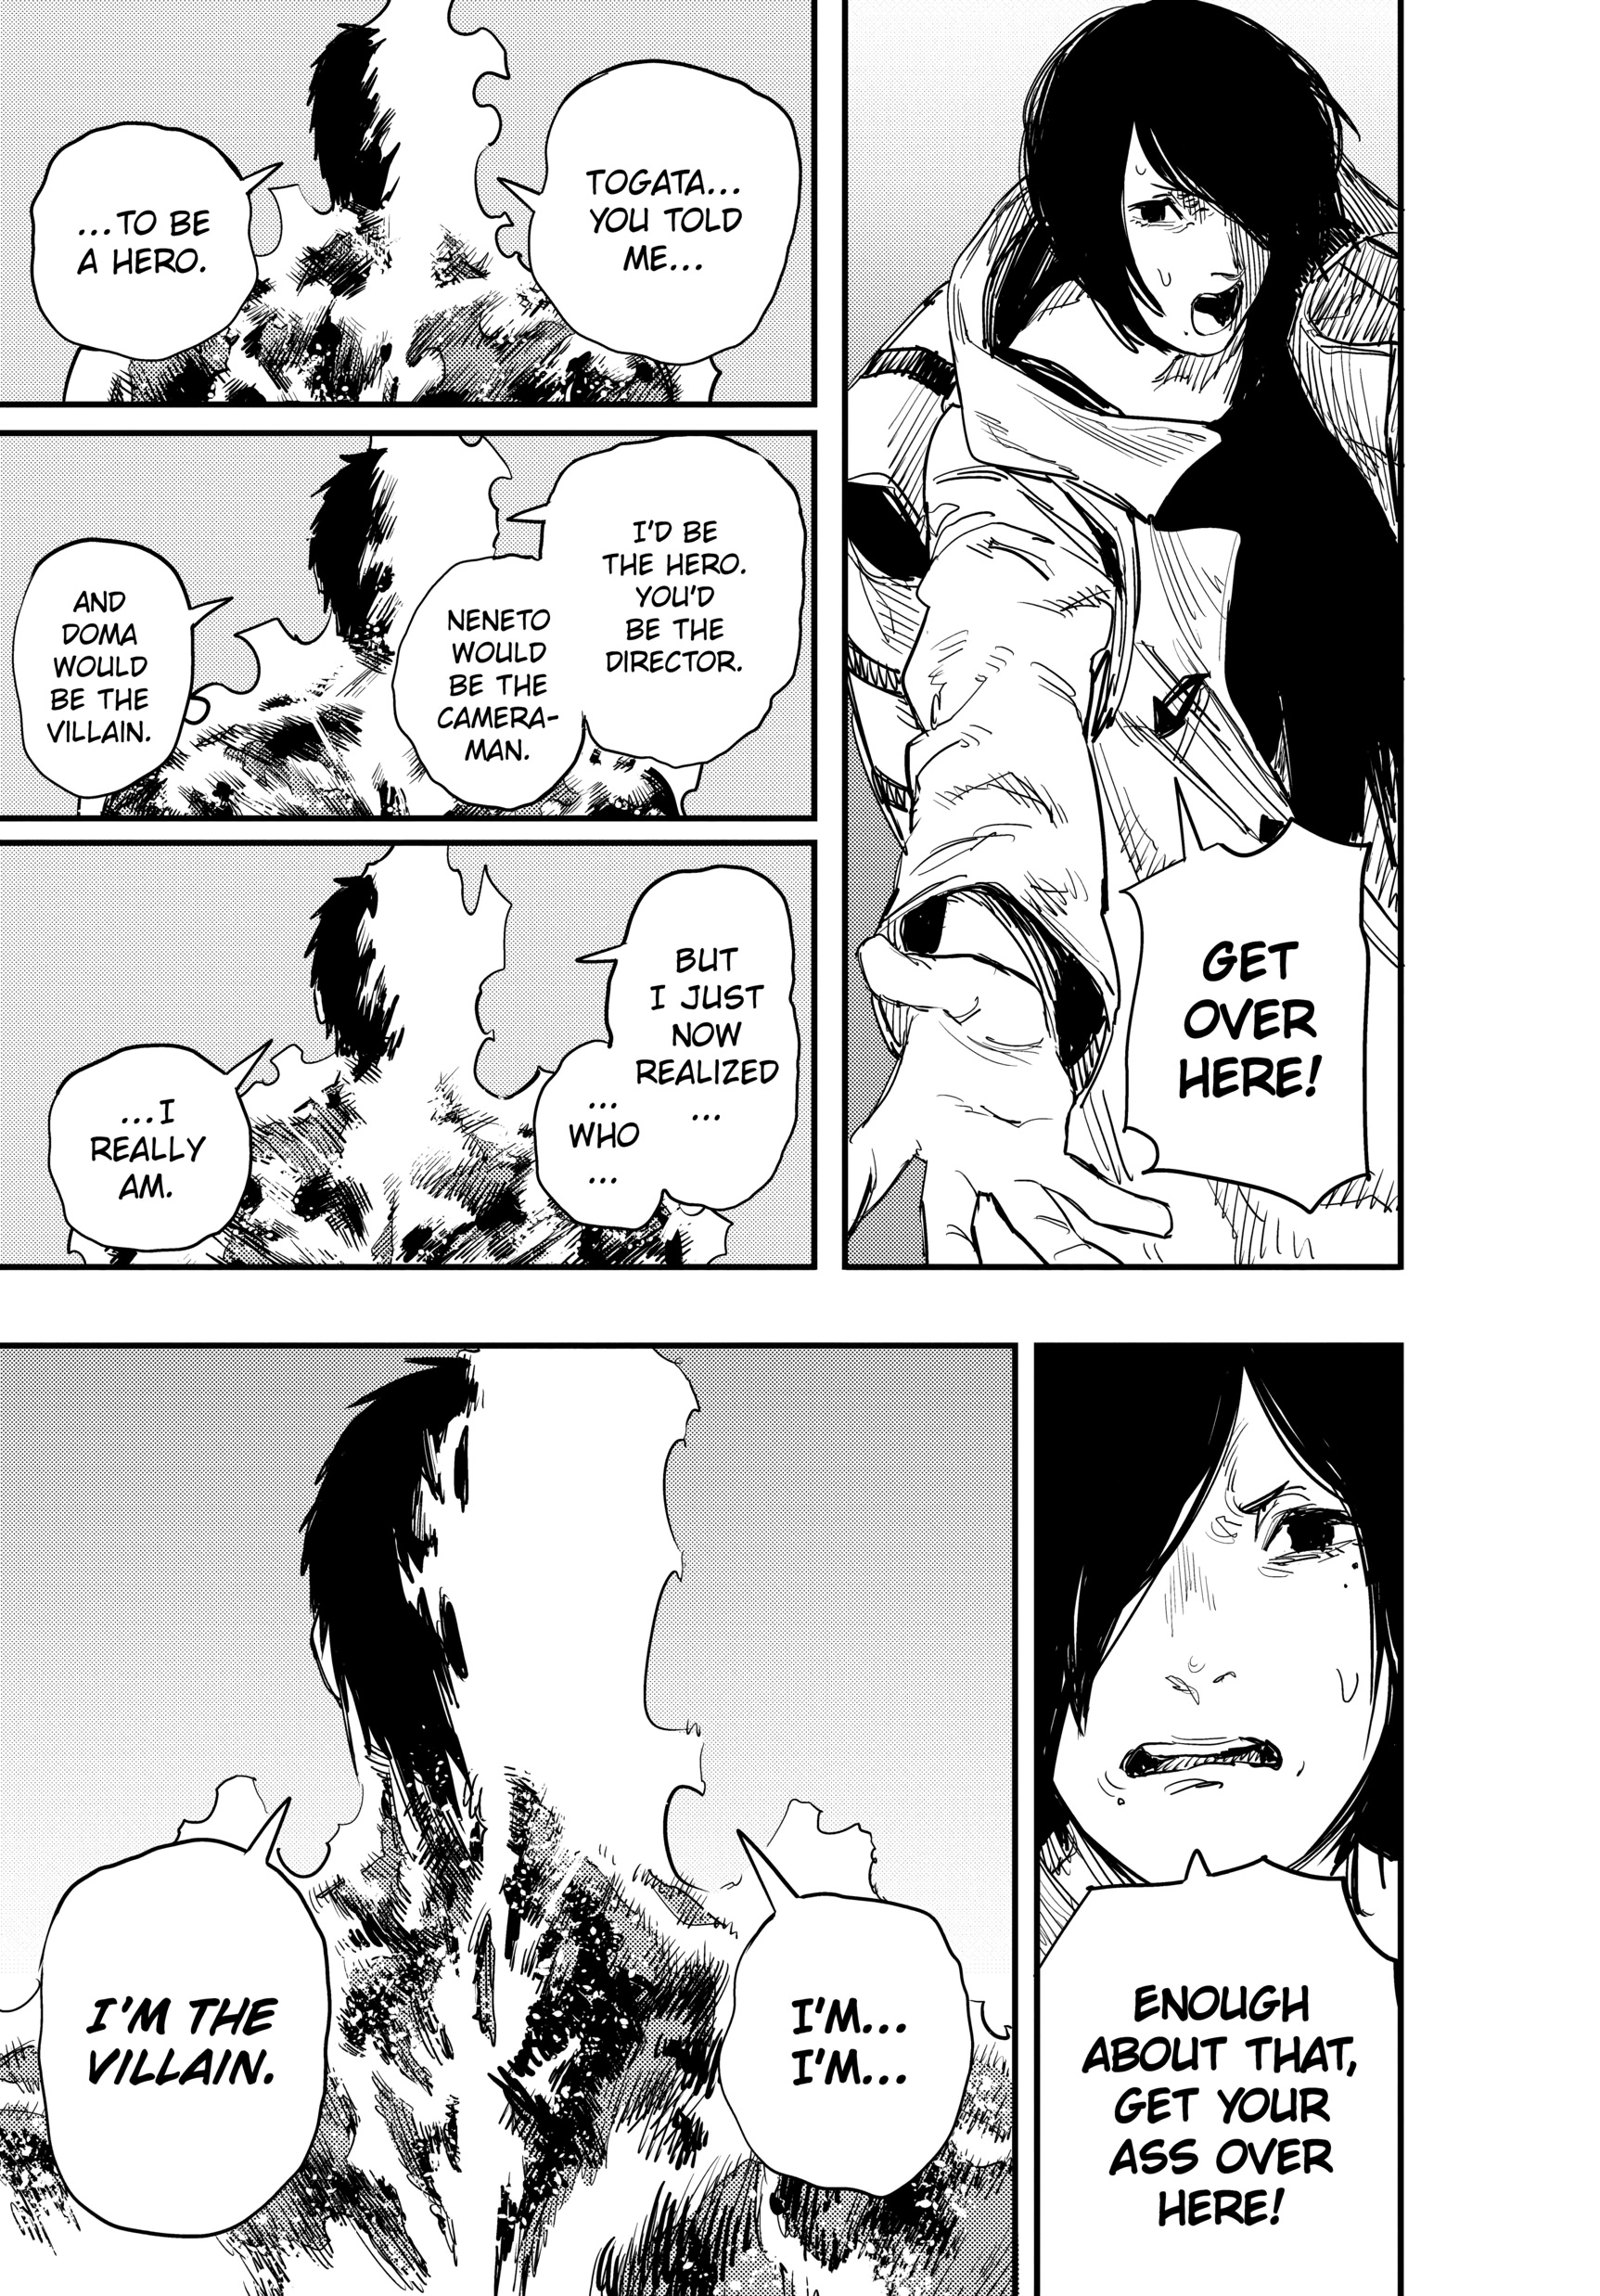 GET
OVER
HERE!
TOGATA...
YOU TOLD
ME...
...TO BE
A HERO.
I'D BE
THE HERO.
YOU'D
BE THE
DIRECTOR.
NENETO
WOULD
BE THE
CAMERA-
MAN.
AND
DOMA
WOULD
BE THE
VILLAIN.
BUT
I JUST
NOW
REALIZED
...
...
WHO
...
...I
REALLY
AM.
ENOUGH
ABOUT THAT,
GET YOUR
ASS OVER
HERE!
I'M...
I'M...
I'M THE
VILLAIN.